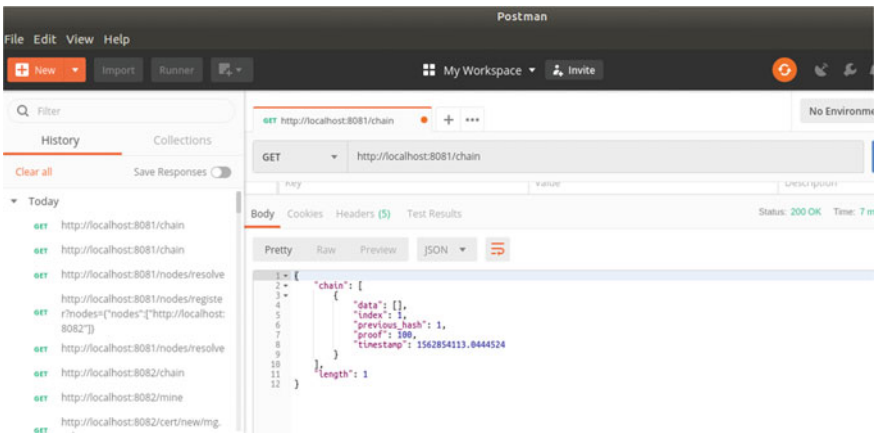 Postman
File Edit View Help
New Import Runner My Workspace Invite
Filter
History Collections
Clear all Save Responses
Today
GET http://localhost:8081/chain
GET http://localhost:8081/chain
GET http://localhost:8081/nodes/resolve
GET http://localhost:8081/nodes/registe
r?nodes={"nodes":["http://localhost:
8082"]}
GET http://localhost:8081/nodes/resolve
GET http://localhost:8082/chain
GET http://localhost:8082/mine
GET http://localhost:8082/cert/new/mg.
GET http://localhost:8081/chain
No Environme
GET http://localhost:8081/chain
Key Value Description
Body Cookies Headers (5) Test Results Status: 200 OK Time: 7 m
Pretty Raw Preview JSON
1 {
2 "chain": [
3 {
4 "data": [],
5 "index": 1,
6 "previous_hash": 1,
7 "proof": 100,
8 "timestamp": 1562854113.0444524
9 }
10 ],
11 "length": 1
12 }